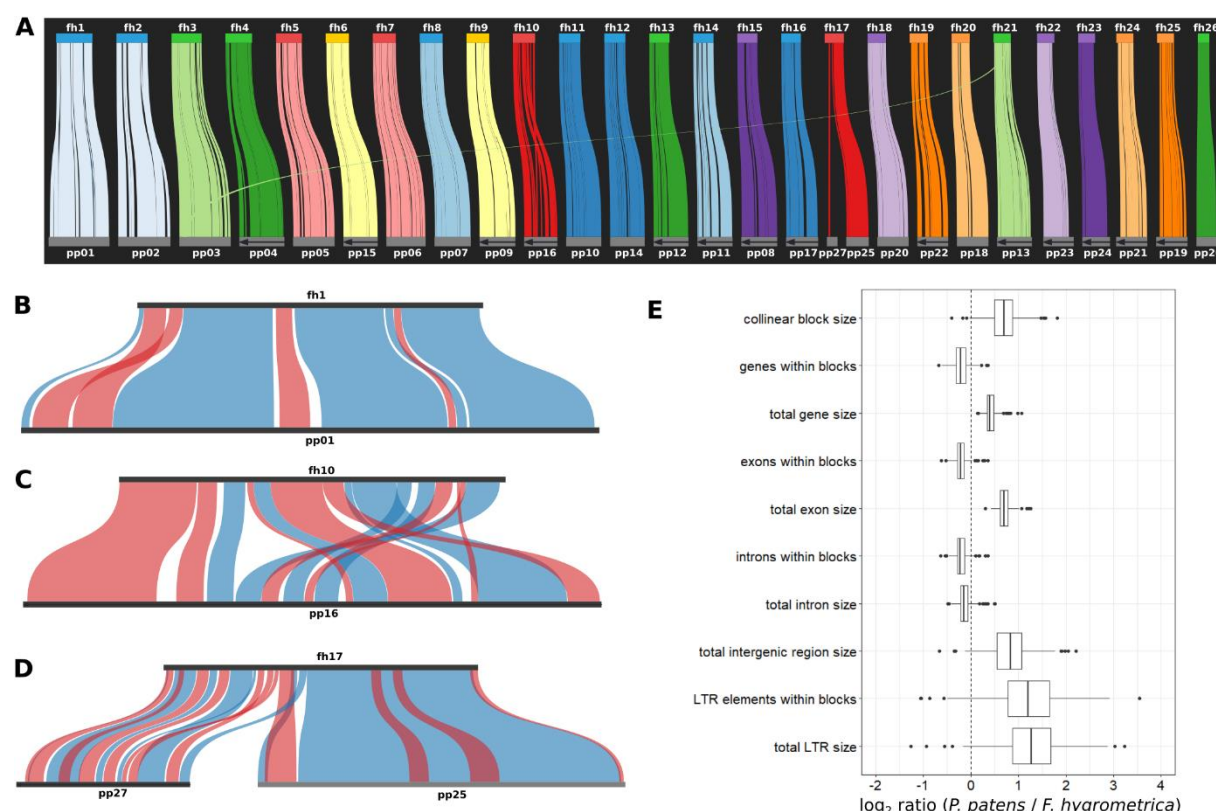 A
fh1 fh2 fh3 fh4 fh5 fh6 fh7 fh8 fh9 fh10 fh11 fh12 fh13 fh14 fh15 fh16 fh17 fh18 fh19 fh20 fh21 fh22 fh23 fh24 fh25 fh26
pp01 pp02 pp03 pp04 pp05 pp15 pp06 pp07 pp09 pp16 pp10 pp14 pp12 pp11 pp08 pp17 pp27 pp25 pp20 pp22 pp18 pp13 pp23 pp24 pp21 pp19
B
fh1
pp01
C
fh10
pp16
D
fh17
pp27 pp25
E
collinear block size
genes within blocks
total gene size
exons within blocks
total exon size
introns within blocks
total intron size
total intergenic region size
LTR elements within blocks
total LTR size
-2 -1 0 1 2 3 4
log2 ratio (P. patens / F. hygrometrica)